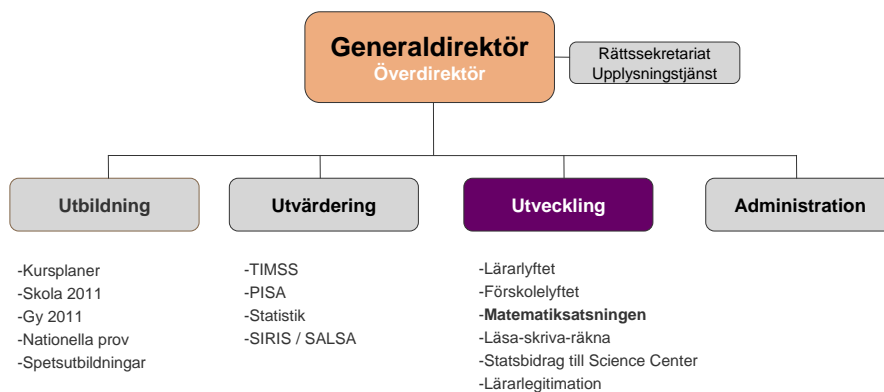 Generaldirektör
Överdirektör
Rättssekretariat
Upplysningstjänst
Utbildning
Utvärdering
Utveckling
Administration
-Kursplaner
-Skola 2011
-Gy 2011
-Nationella prov
-Spetsutbildningar
-TIMSS
-PISA
-Statistik
-SIRIS / SALSA
-Lärarlyftet
-Förskolelyftet
-Matematiksatsningen
-Läsa-skriva-räkna
-Statsbidrag till Science Center
-Lärarlegitimation